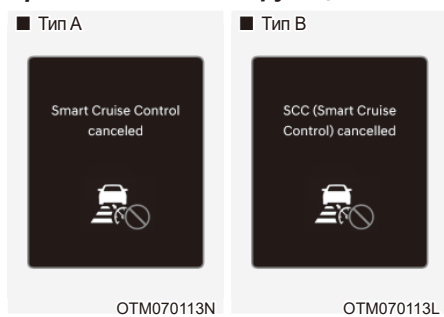 ■ Тип A
■ Тип B
Smart Cruise Control
canceled
SCC (Smart Cruise
Control) cancelled
OTM070113N
OTM070113L